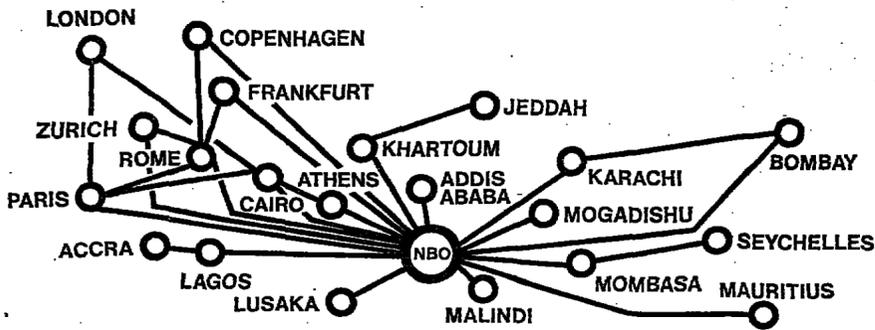 LONDON
COPENHAGEN
FRANKFURT
JEDDAH
ZURICH
ROME
KHARTOUM
BOMBAY
PARIS
CAIRO
ATHENS
ADDIS
ABABA
KARACHI
MOGADISHU
ACCRA
LAGOS
NBO
SEYCHELLES
MOMBASA
LUSAKA
MALINDI
MAURITIUS